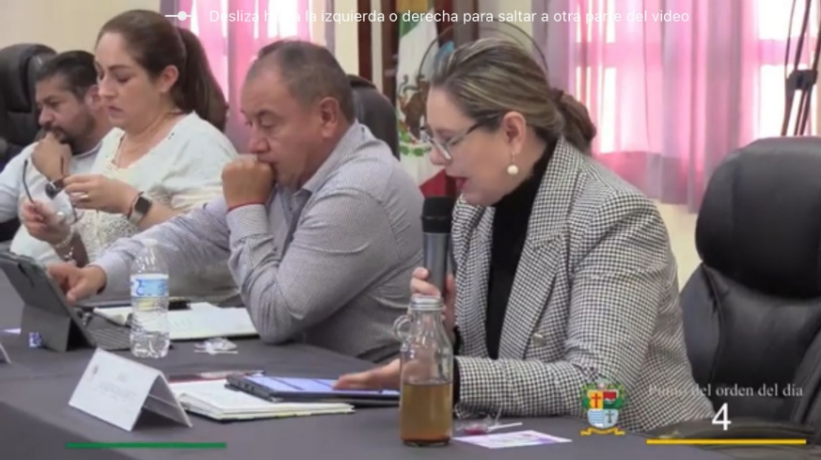 Desliza hacia la izquierda o derecha para saltar a otra parte del video
Punto del orden del día
4